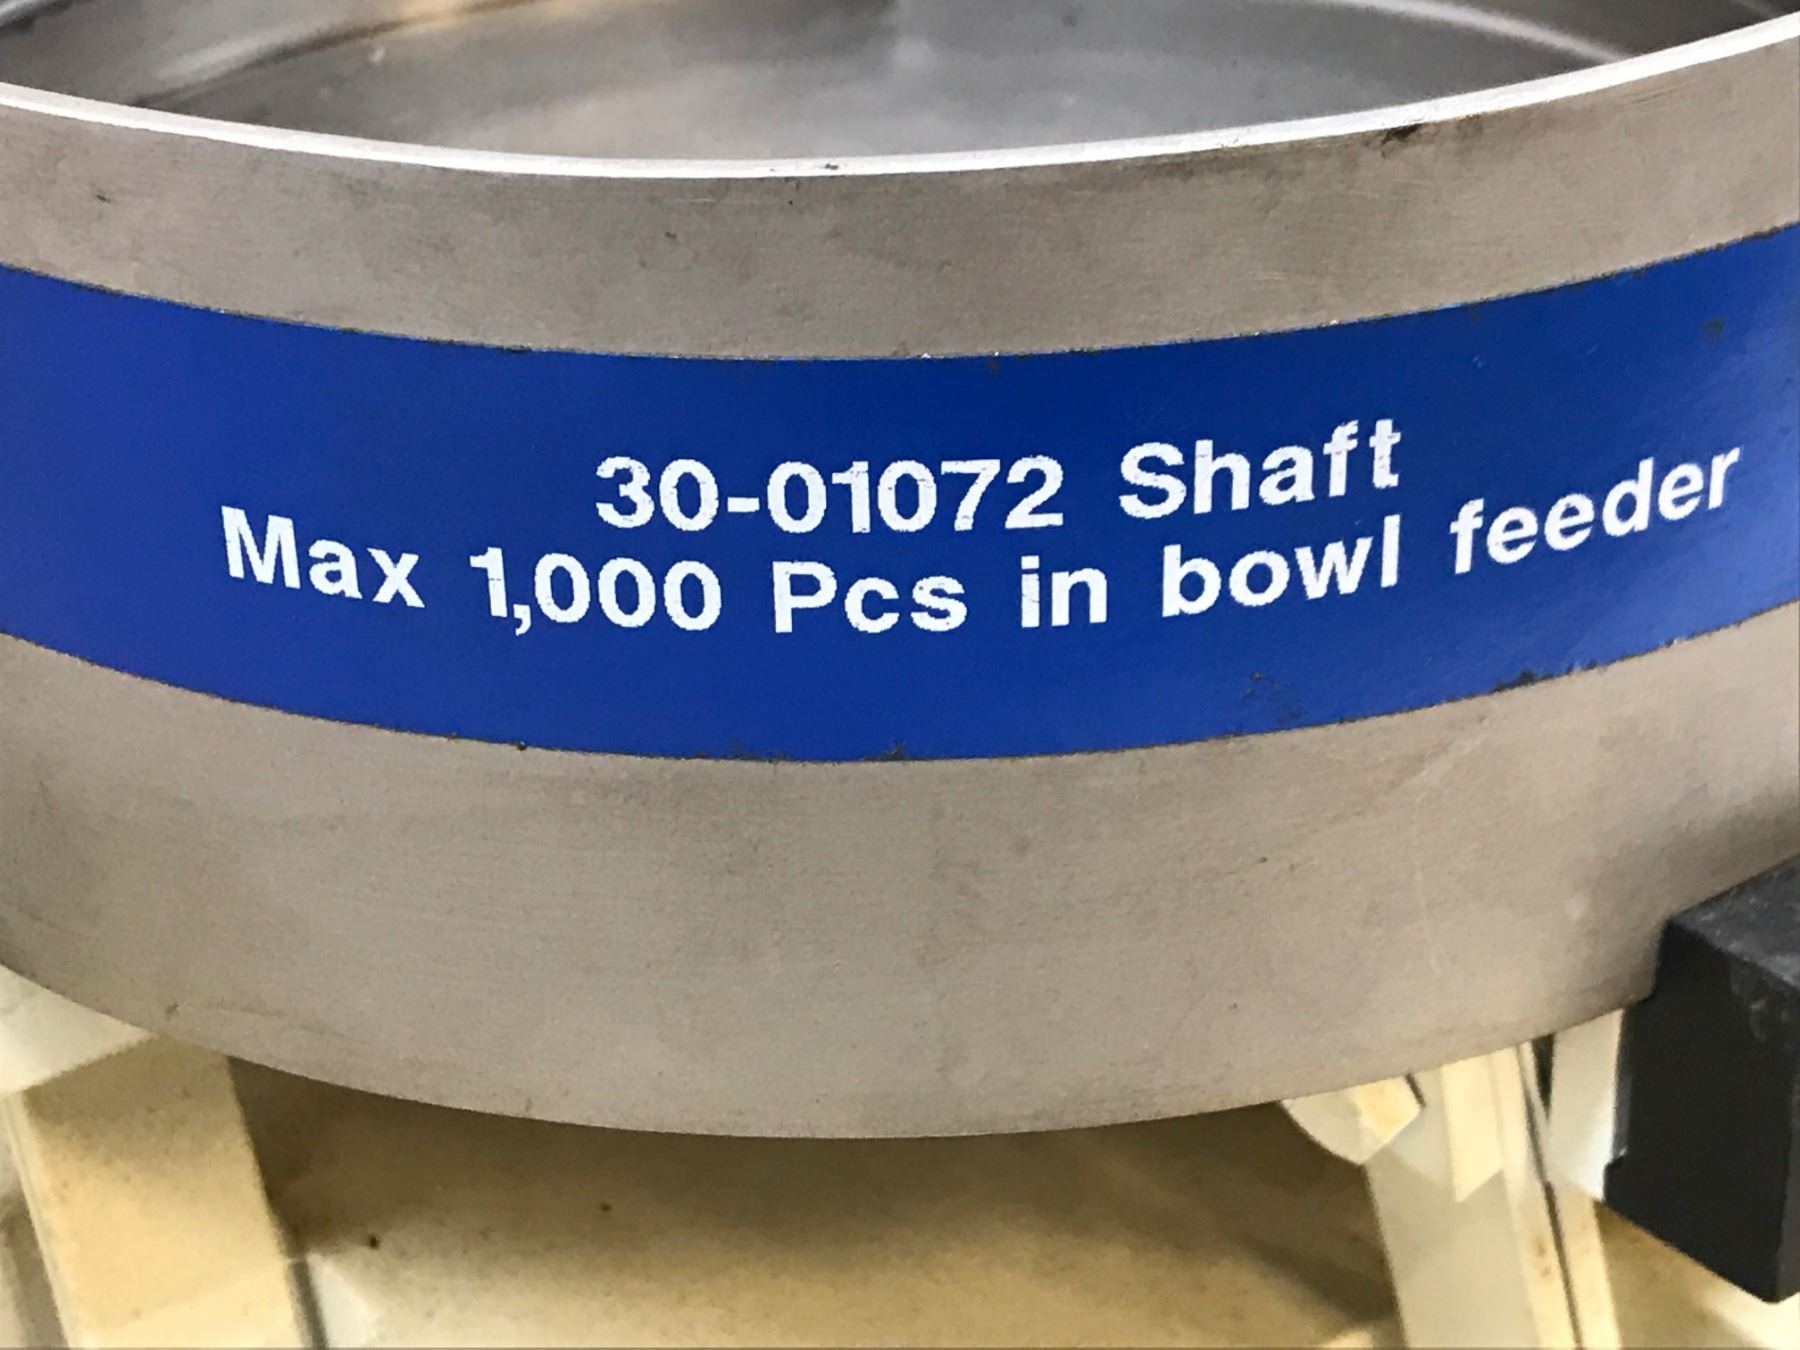 30-01072 Shaft
Max 1,000 Pcs in bowl feeder